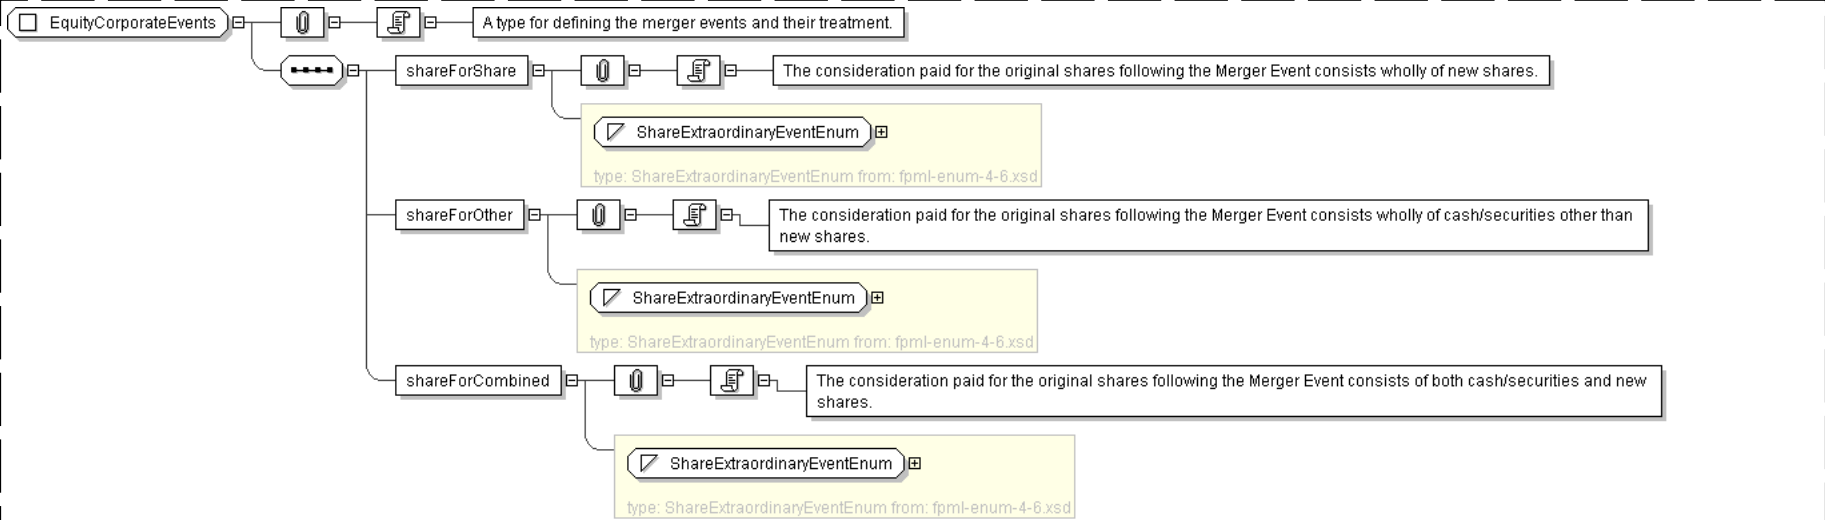 EquityCorporateEvents
A type for defining the merger events and their treatment.
shareForShare
The consideration paid for the original shares following the Merger Event consists wholly of new shares.
ShareExtraordinaryEventEnum
type: ShareExtraordinaryEventEnum from: fpml-enum-4-6.xsd
shareForOther
The consideration paid for the original shares following the Merger Event consists wholly of cash/securities other than
new shares.
ShareExtraordinaryEventEnum
type: ShareExtraordinaryEventEnum from: fpml-enum-4-6.xsd
shareForCombined
The consideration paid for the original shares following the Merger Event consists of both cash/securities and new
shares.
ShareExtraordinaryEventEnum
type: ShareExtraordinaryEventEnum from: fpml-enum-4-6.xsd